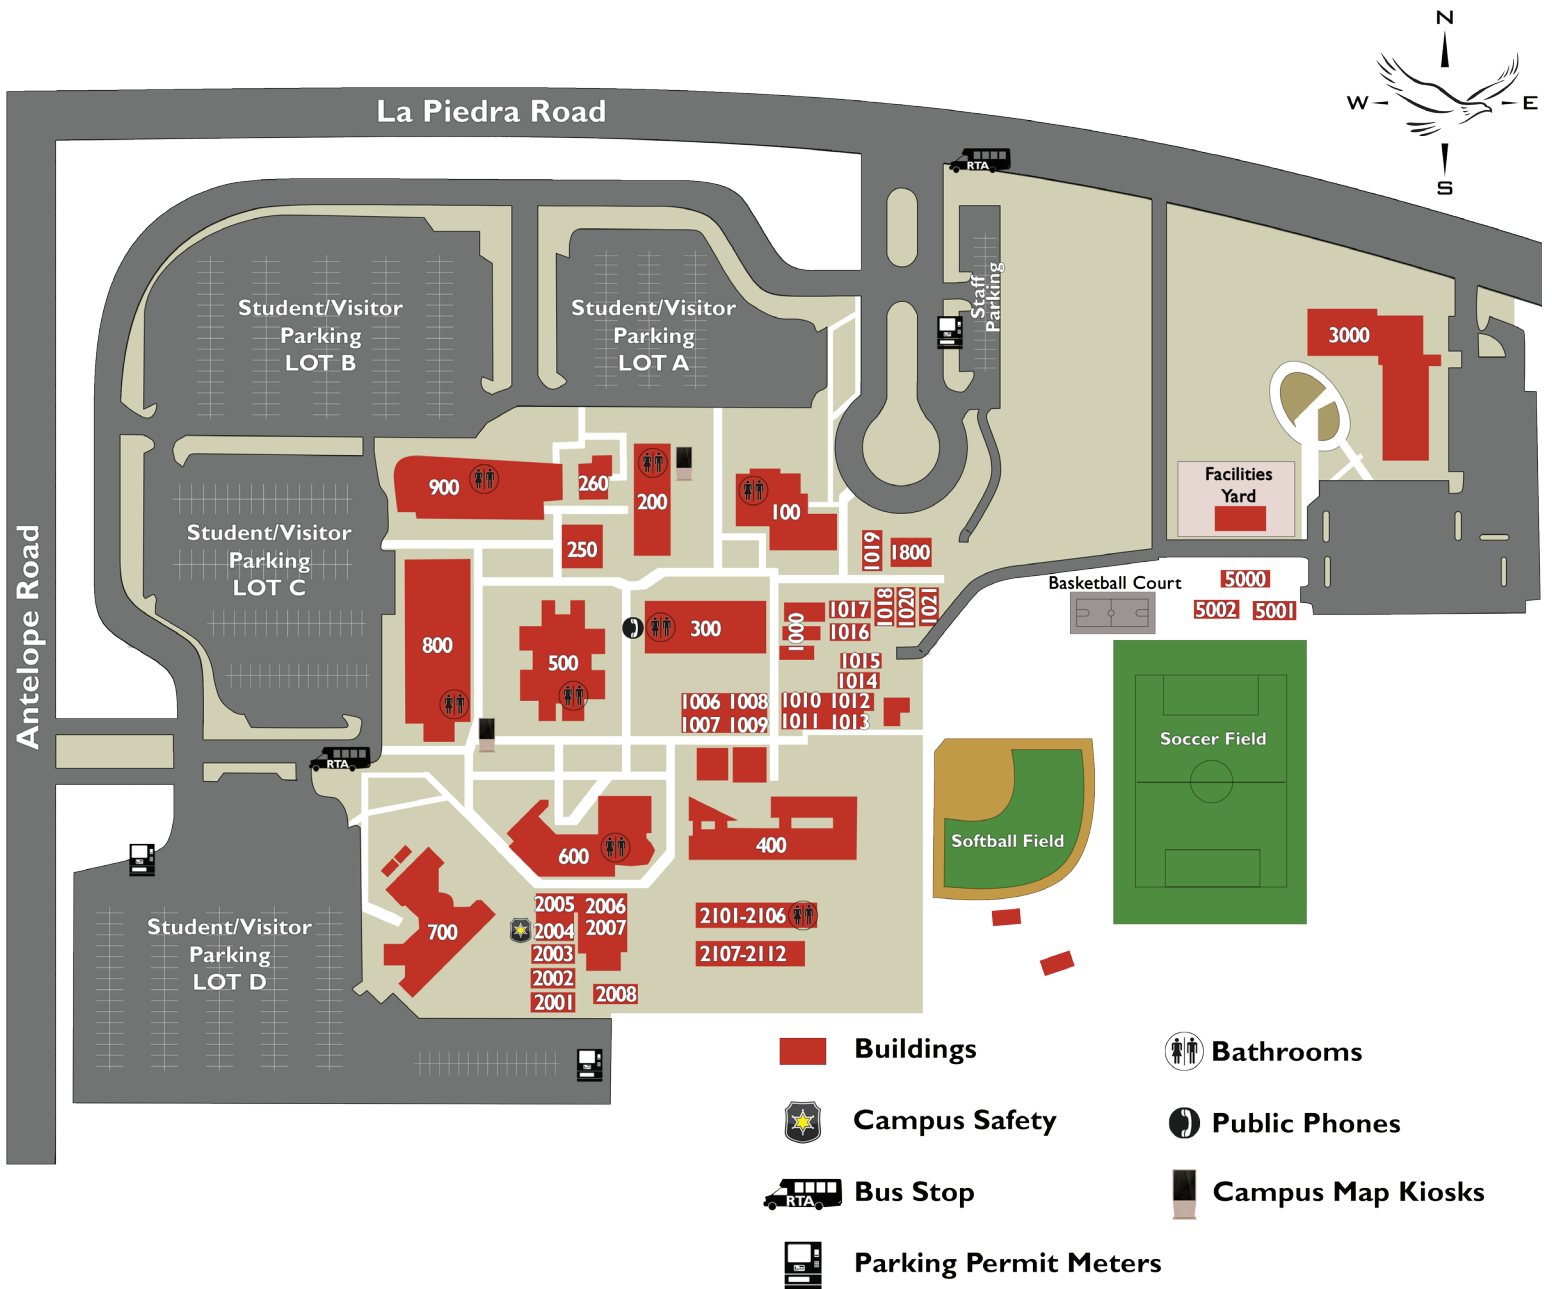 N
W
E
S
La Piedra Road
RTA
Student/Visitor
Parking
LOT B
Student/Visitor
Parking
LOT A
Staff
Parking
3000
Facilities
Yard
900
260
200
100
250
1019
1800
Student/Visitor
Parking
LOT C
Antelope Road
Basketball Court
5000
5002
5001
800
500
300
1000
1017
1016
1018
1020
1021
1015
1014
1006
1008
1010
1012
1007
1009
1011
1013
RTA
Soccer Field
Softball Field
600
400
700
2005
2006
2004
2007
2003
2002
2001
2008
2101-2106
2107-2112
Student/Visitor
Parking
LOT D
Buildings
Bathrooms
Campus Safety
Public Phones
RTA
Bus Stop
Campus Map Kiosks
Parking Permit Meters